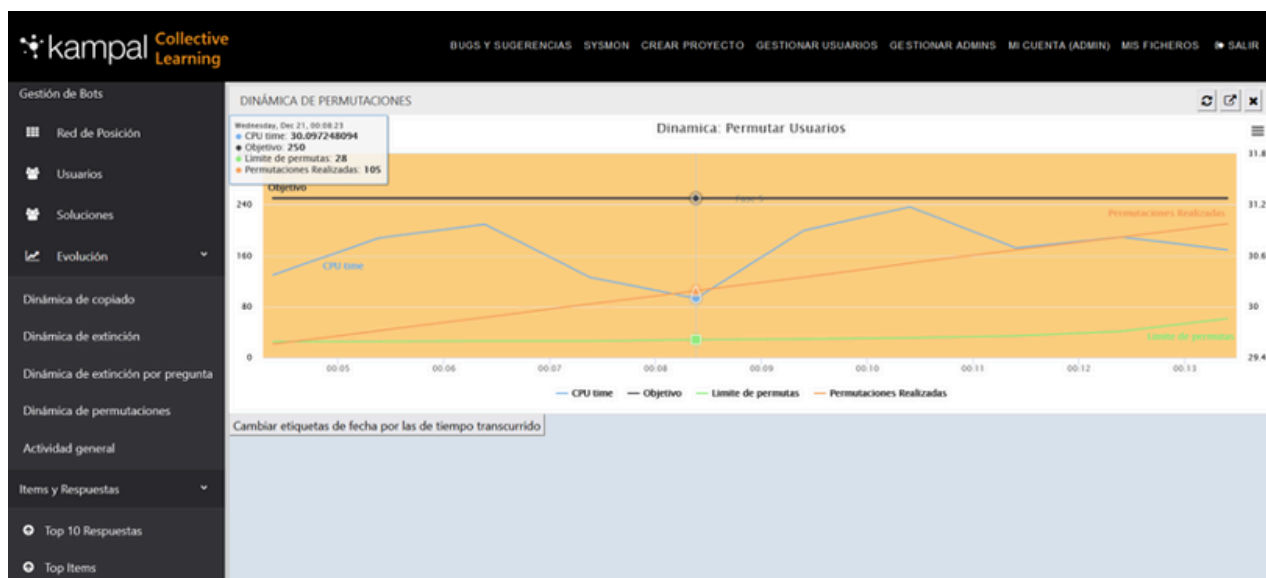 kampal Collective Learning
BUGS Y SUGERENCIAS SYSMON CREAR PROYECTO GESTIONAR USUARIOS GESTIONAR ADMINS MI CUENTA (ADMIN) MIS FICHEROS SALIR
Gestión de Bots
Red de Posición
Usuarios
Soluciones
Evolución
Dinámica de copiado
Dinámica de extinción
Dinámica de extinción por pregunta
Dinámica de permutaciones
Actividad general
Items y Respuestas
Top 10 Respuestas
Top Items
DINÁMICA DE PERMUTACIONES
Dinamica: Permutar Usuarios
Wednesday, Dec 21, 00:08:23
CPU time: 30.097248094
Objetivo: 250
Limite de permutas: 28
Permutaciones Realizadas: 105
Objetivo
Fase 5
Permutaciones Realizadas
CPU time
Limite de permutas
240
160
80
0
31.8
31.2
30.6
30
29.4
00:05 00:06 00:07 00:08 00:09 00:10 00:11 00:12 00:13
CPU time Objetivo Limite de permutas Permutaciones Realizadas
Cambiar etiquetas de fecha por las de tiempo transcurrido